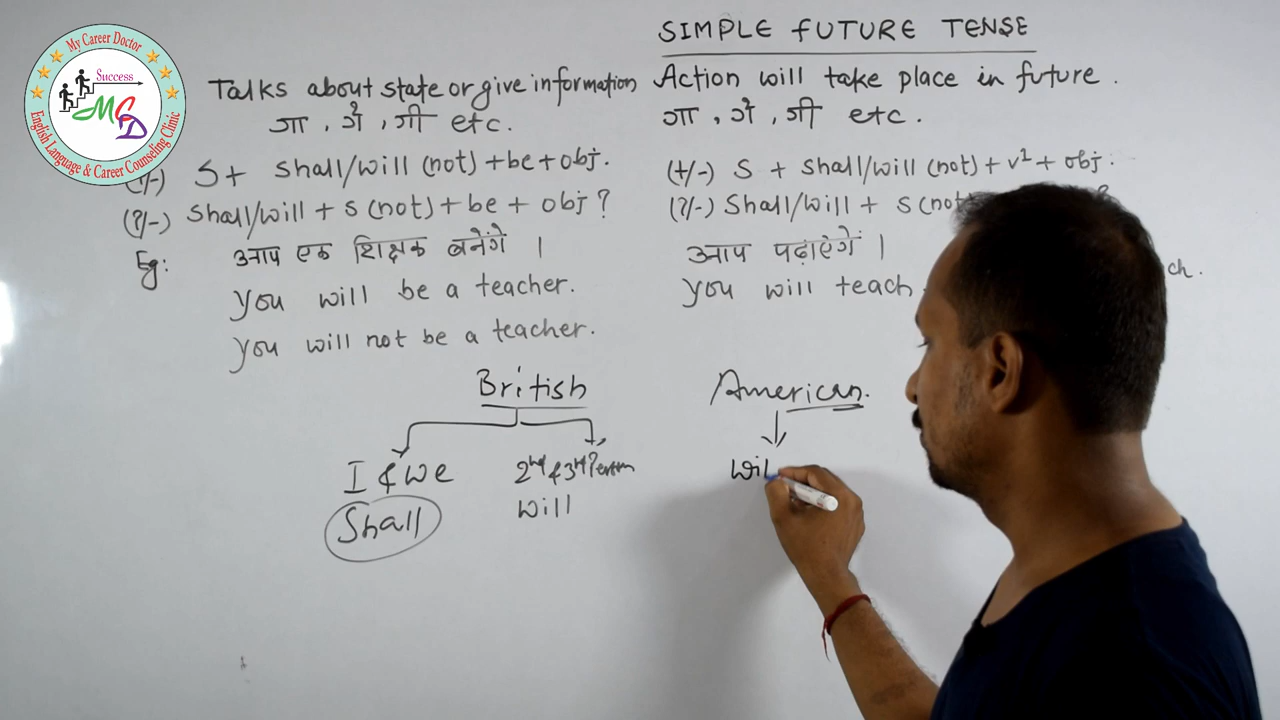 My Career Doctor
Success
MCD
English Language & Career Counseling Clinic
SIMPLE FUTURE TENSE
Talks about state or give information
गा, गे, गी etc.
(+/-) S + Shall/will (not) + be + obj.
(?/-) Shall/will + S (not) + be + obj ?
Eg: आप एक शिक्षक बनेंगे ।
You will be a teacher.
You will not be a teacher.
Action will take place in future.
गा, गे, गी etc.
(+/-) S + Shall/will (not) + v¹ + obj.
(?/-) Shall/will + S (not
आप पढ़ाएंगे ।
You will teach
ch.
British
I & we
Shall
2nd & 3rd Person
will
American.
wil